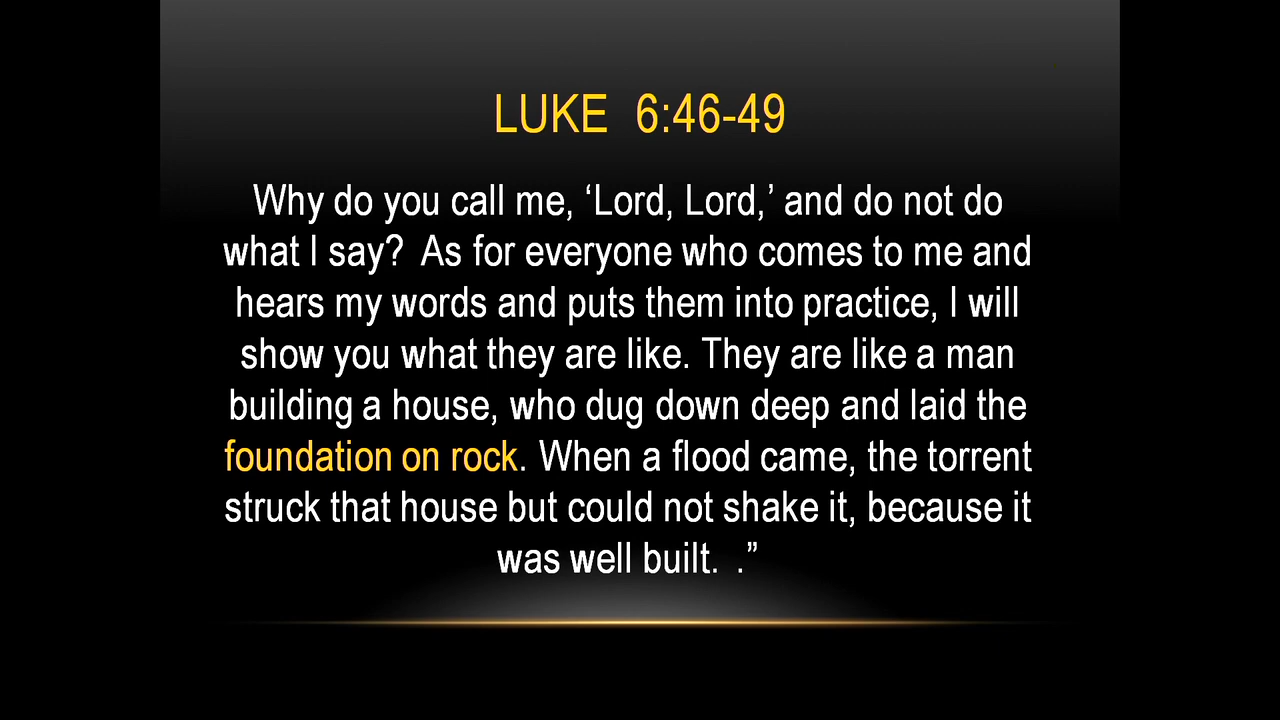 LUKE 6:46-49
Why do you call me, ‘Lord, Lord,’ and do not do
what I say? As for everyone who comes to me and
hears my words and puts them into practice, I will
show you what they are like. They are like a man
building a house, who dug down deep and laid the
foundation on rock. When a flood came, the torrent
struck that house but could not shake it, because it
was well built. .”